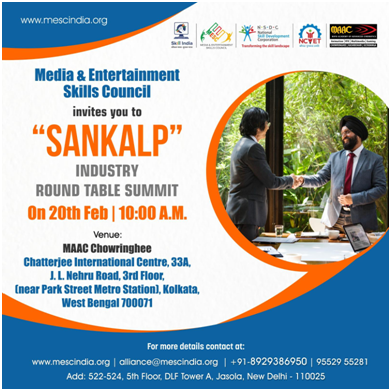 www.mescindia.org
Skill India
MEDIA & ENTERTAINMENT
SKILLS COUNCIL
N·S·D·C
National
Skill Development
Corporation
Transforming the skill landscape
NCVET
MAAC
Media & Entertainment
Skills Council
invites you to
“SANKALP”
INDUSTRY
ROUND TABLE SUMMIT
On 20th Feb | 10:00 A.M.
Venue:
MAAC Chowringhee
Chatterjee International Centre, 33A,
J. L. Nehru Road, 3rd Floor,
(near Park Street Metro Station), Kolkata,
West Bengal 700071
For more details contact at:
www.mescindia.org | alliance@mescindia.org | +91-8929386950 | 95529 55281
Add: 522-524, 5th Floor, DLF Tower A, Jasola, New Delhi - 110025